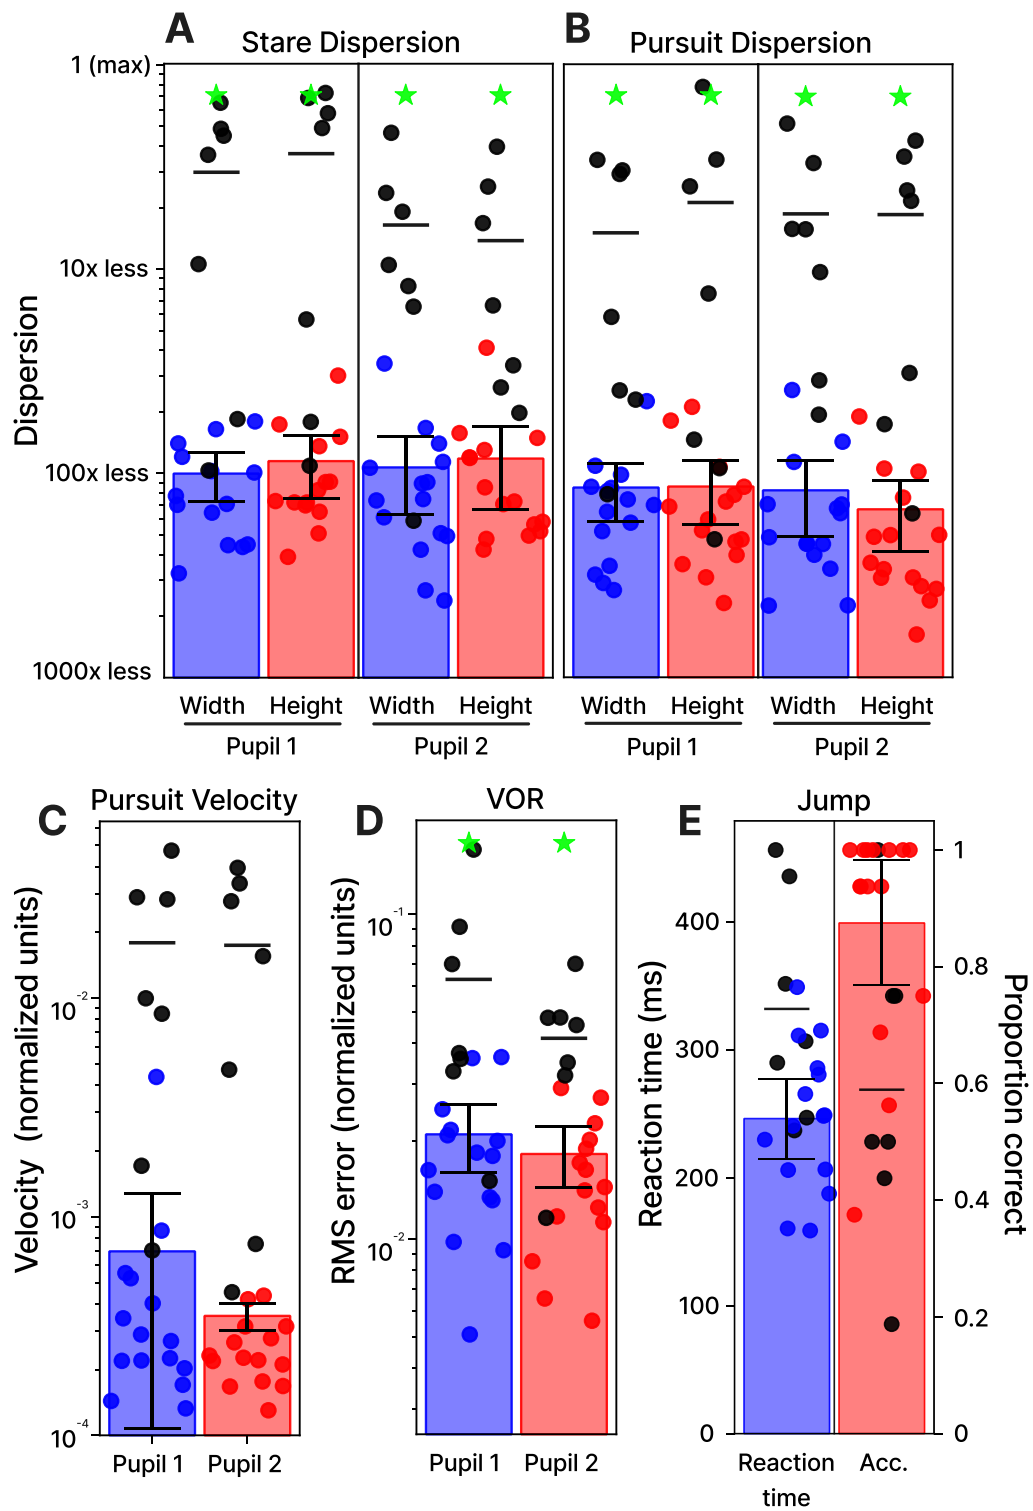 A Stare Dispersion
B Pursuit Dispersion
Dispersion
1 (max)
10x less
100x less
1000x less
Width Height Width Height
Pupil 1 Pupil 2
Width Height Width Height
Pupil 1 Pupil 2
C Pursuit Velocity
Velocity (normalized units)
10⁻²
10⁻³
10⁻⁴
Pupil 1 Pupil 2
D VOR
RMS error (normalized units)
10⁻¹
10⁻²
Pupil 1 Pupil 2
E Jump
Reaction time (ms)
400
300
200
100
0
1
0.8
0.6
0.4
0.2
0
Proportion correct
Reaction Acc.
time